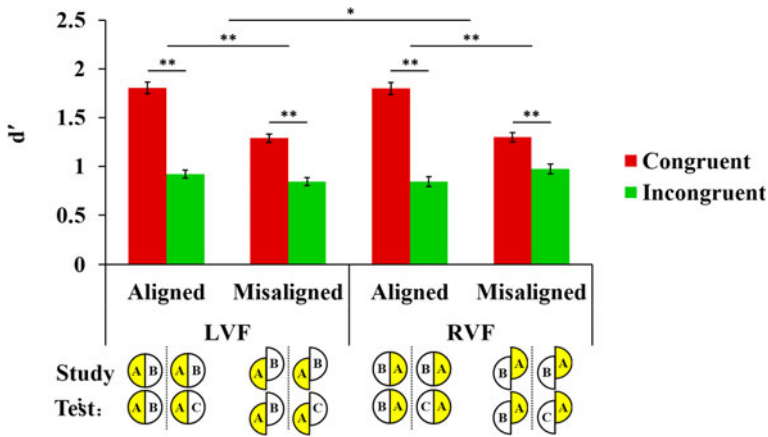 2.5
*
**
**
2
**
**
1.5
**
**
d′
1
0.5
0
Congruent
Incongruent
Aligned
Misaligned
Aligned
Misaligned
LVF
RVF
Study
A B A B A B A B B A B A B A B A
Test:
A B A C A B A C B A C A B A C A